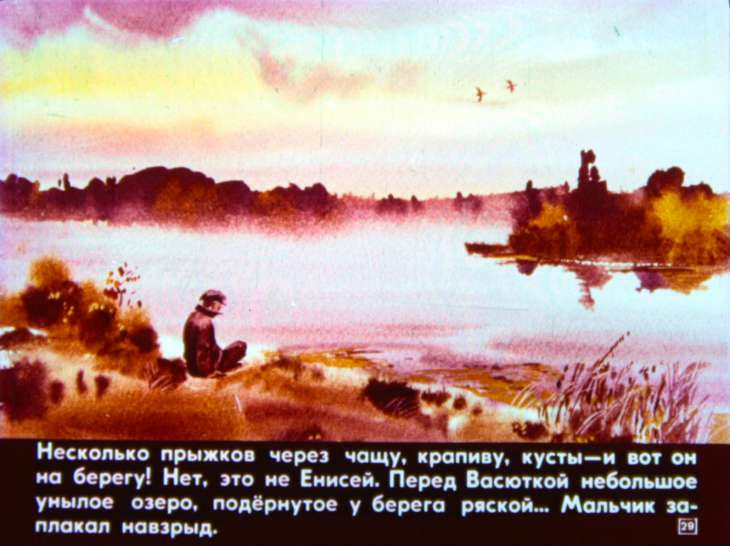 Несколько прыжков через чащу, крапиву, кусты—и вот он
на берегу! Нет, это не Енисей. Перед Васюткой небольшое
унылое озеро, подёрнутое у берега ряской... Мальчик за-
плакал навзрыд.
29